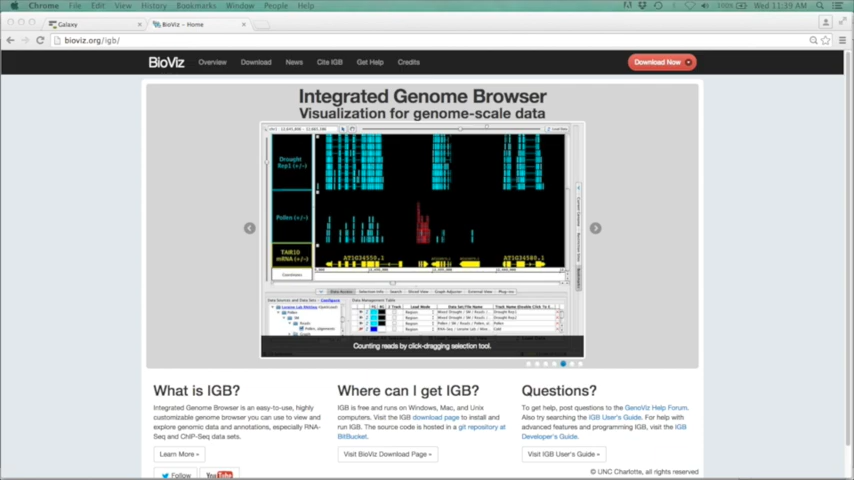 Chrome File Edit View History Bookmarks Window People Help
100% Wed 11:39 AM
Galaxy
BioViz - Home
bioviz.org/igb/
BioViz Overview Download News Cite IGB Get Help Credits Download Now
Integrated Genome Browser
Visualization for genome-scale data
Drought
Rep1 (+/-)
Pollen (+/-)
TAIR10
mRNA (+/-)
AT5G34550.1
AT5G34580.1
Counting reads by click-dragging selection tool.
What is IGB?
Integrated Genome Browser is an easy-to-use, highly
customizable genome browser you can use to view
and explore genomic data and annotations, especially RNA-
Seq and ChIP-Seq data sets.
Learn More »
Follow
YouTube
Where can I get IGB?
IGB is free and runs on Windows, Mac, and Unix
computers. Visit the IGB download page to install and
run IGB. The source code is hosted in a git repository at
BitBucket.
Visit BioViz Download Page »
Questions?
To get help, post questions to the GenoViz Help Forum.
Also try searching the IGB User's Guide. For help with
advanced features and programming IGB, visit the IGB
Developer's Guide.
Visit IGB User's Guide »
© UNC Charlotte, All rights reserved